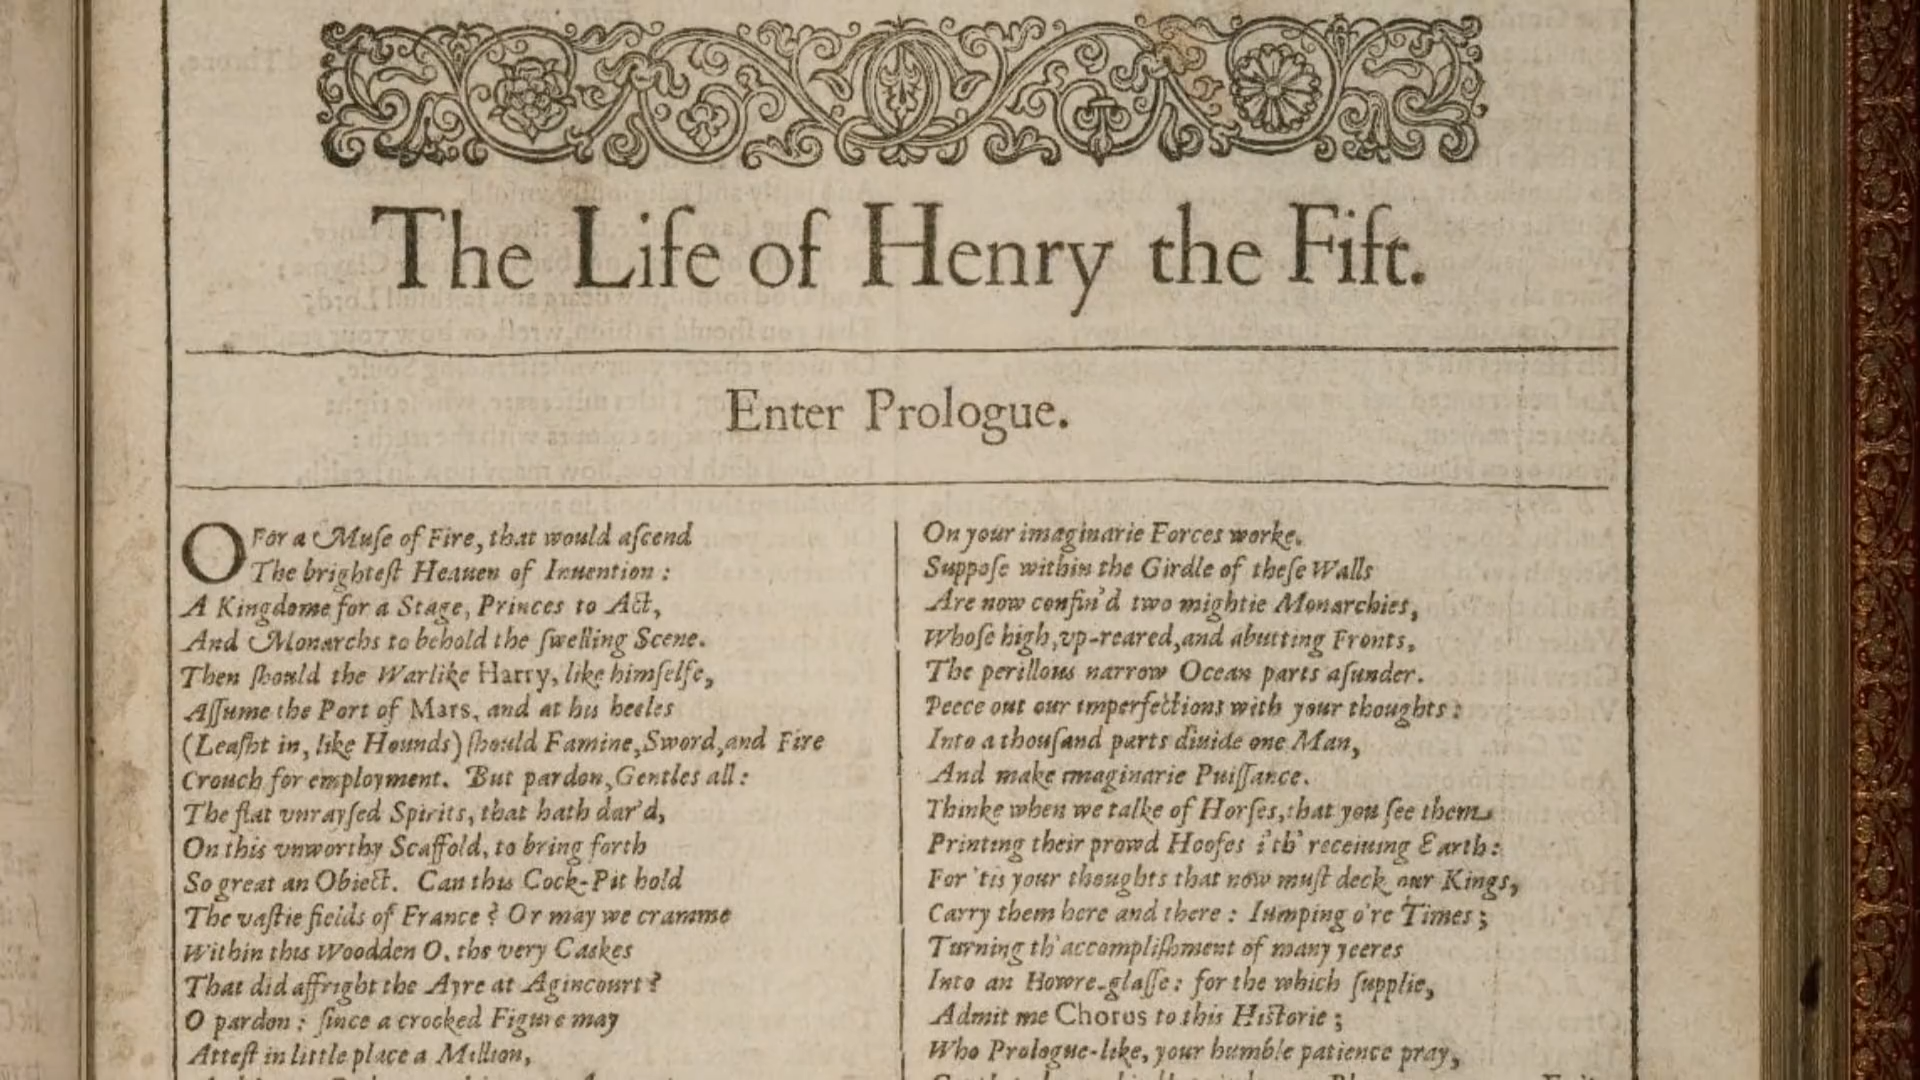 The Life of Henry the Fift.
Enter Prologue.
O For a Muſe of Fire, that would aſcend
The brighteſt Heauen of Inuention:
A Kingdome for a Stage, Princes to Act,
And Monarchs to behold the ſwelling Scene.
Then ſhould the Warlike Harry, like himſelfe,
Aſſume the Port of Mars, and at his heeles
(Leaſht in, like Hounds) ſhould Famine, Sword, and Fire
Crouch for employment. But pardon, Gentles all:
The flat vnrayſed Spirits, that hath dar'd,
On this vnworthy Scaffold, to bring forth
So great an Obiect. Can this Cock-Pit hold
The vaſtie fields of France? Or may we cramme
Within this Woodden O, the very Caskes
That did affright the Ayre at Agincourt?
O pardon: ſince a crooked Figure may
Atteſt in little place a Million,
On your imaginarie Forces worke.
Suppoſe within the Girdle of theſe Walls
Are now confin'd two mightie Monarchies,
Whoſe high, vp-reared, and abutting Fronts,
The perillous narrow Ocean parts aſunder.
Peece out our imperfections with your thoughts:
Into a thouſand parts diuide one Man,
And make imaginarie Puiſſance.
Thinke when we talke of Horſes, that you ſee them
Printing their prowd Hoofes i'th' receiuing Earth:
For 'tis your thoughts that now muſt deck our Kings,
Carry them here and there: Iumping o're Times;
Turning th'accompliſhment of many yeeres
Into an Howre-glaſſe: for the which ſupplie,
Admit me Chorus to this Hiſtorie;
Who Prologue-like, your humble patience pray,